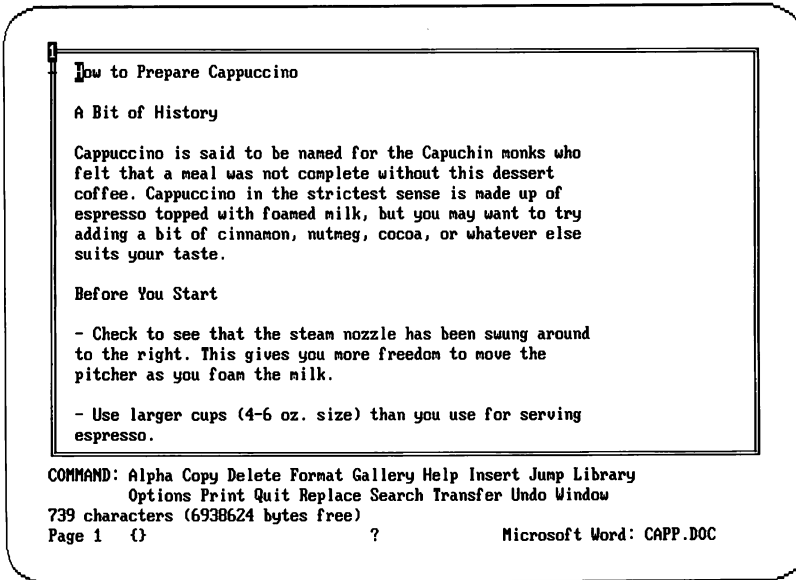 1
How to Prepare Cappuccino
A Bit of History
Cappuccino is said to be named for the Capuchin monks who
felt that a meal was not complete without this dessert
coffee. Cappuccino in the strictest sense is made up of
espresso topped with foamed milk, but you may want to try
adding a bit of cinnamon, nutmeg, cocoa, or whatever else
suits your taste.
Before You Start
- Check to see that the steam nozzle has been swung around
to the right. This gives you more freedom to move the
pitcher as you foam the milk.
- Use larger cups (4-6 oz. size) than you use for serving
espresso.
COMMAND: Alpha Copy Delete Format Gallery Help Insert Jump Library
Options Print Quit Replace Search Transfer Undo Window
739 characters (6938624 bytes free)
Page 1 {} ? Microsoft Word: CAPP.DOC